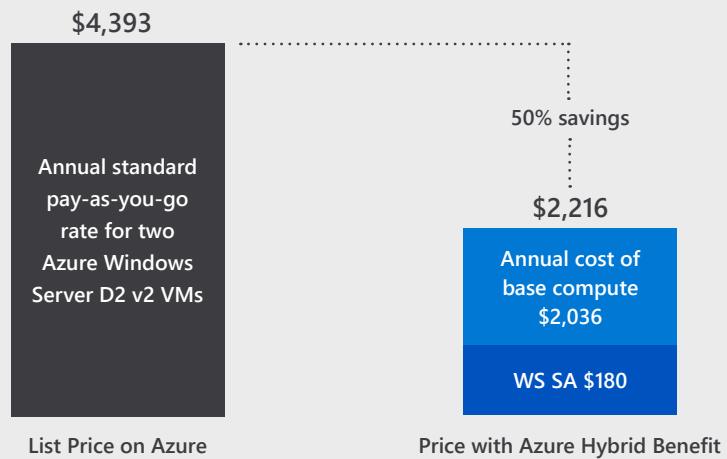 $4,393
Annual standard
pay-as-you-go
rate for two
Azure Windows
Server D2 v2 VMs
List Price on Azure
50% savings
$2,216
Annual cost of
base compute
$2,036
WS SA $180
Price with Azure Hybrid Benefit